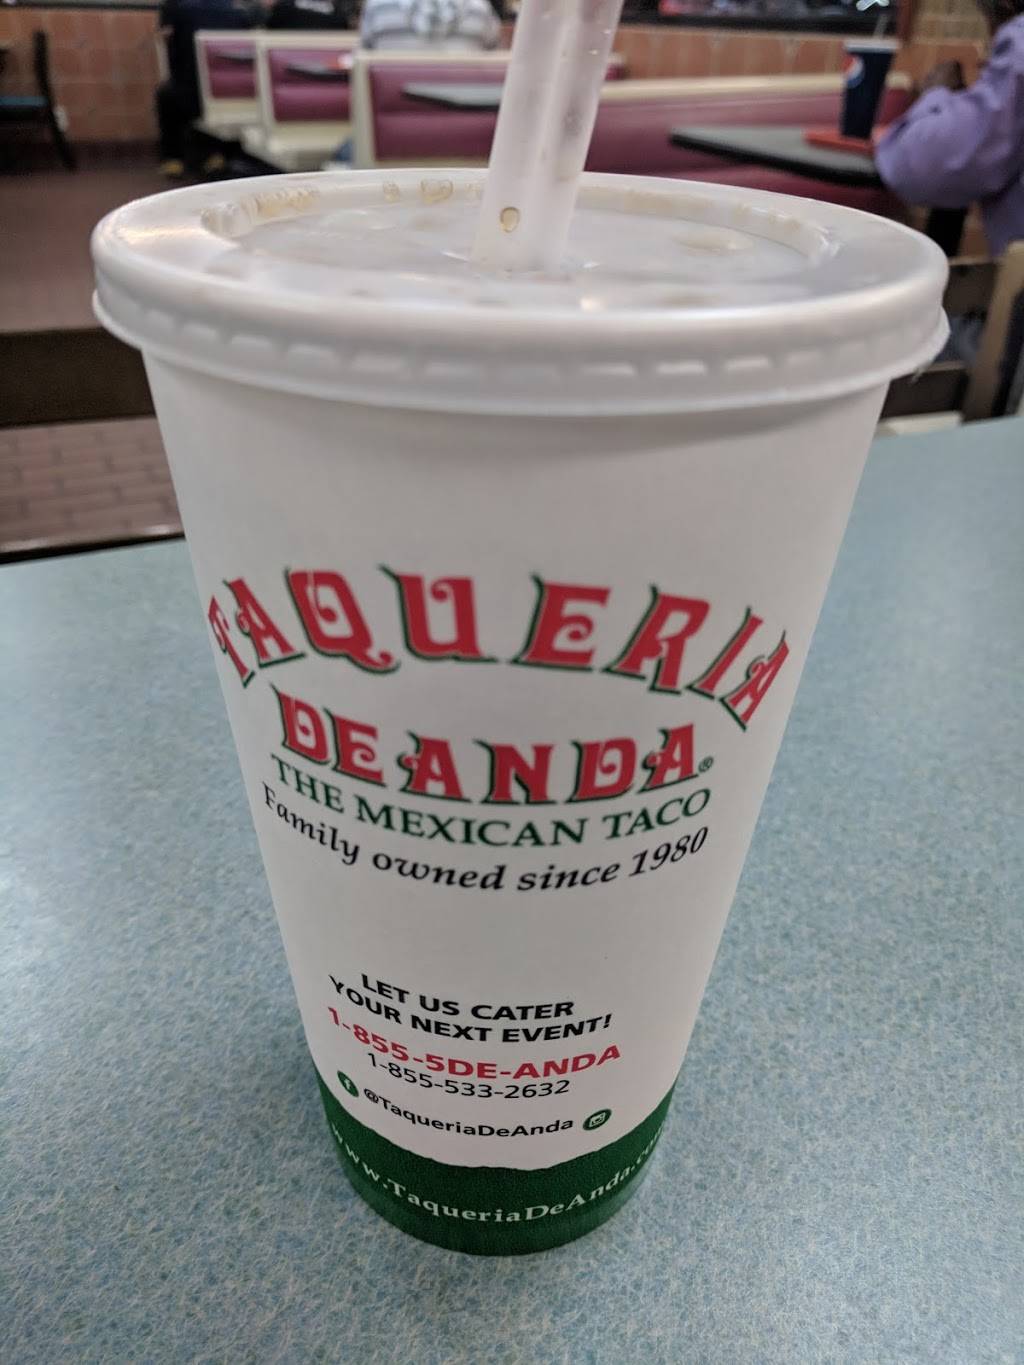 TAQUERIA
DE ANDA®
THE MEXICAN TACO
Family owned since 1980
LET US CATER
YOUR NEXT EVENT!
1-855-5DE-ANDA
1-855-533-2632
@TaqueriaDeAnda
www.TaqueriaDeAnda.com